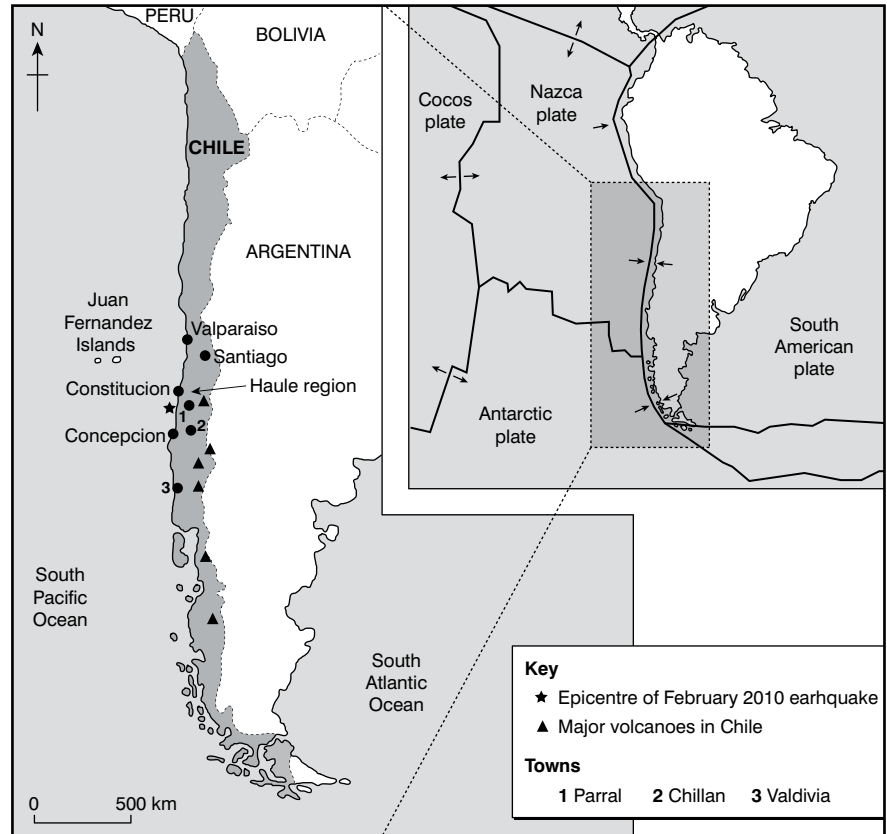 PERU
BOLIVIA
N
CHILE
ARGENTINA
Juan
Fernandez
Islands
Valparaiso
Santiago
Constitucion
Haule region
1
2
Concepcion
3
South
Pacific
Ocean
South
Atlantic
Ocean
0 500 km
Cocos
plate
Nazca
plate
South
American
plate
Antarctic
plate
Key
Epicentre of February 2010 earhquake
Major volcanoes in Chile
Towns
1 Parral 2 Chillan 3 Valdivia